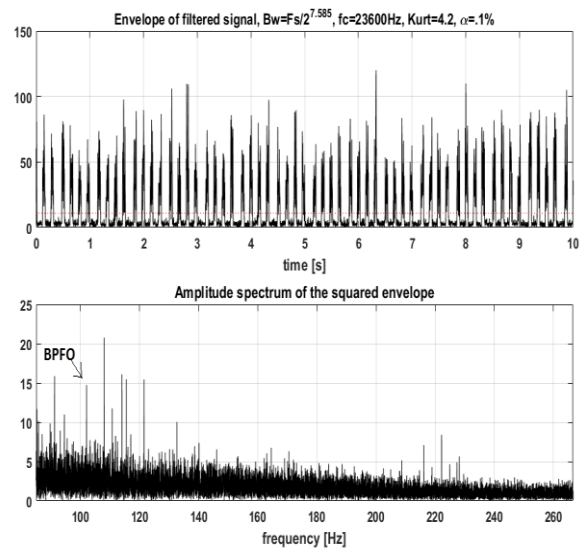 Envelope of filtered signal, Bw=Fs/2^7.585, fc=23600Hz, Kurt=4.2, α=.1%
150
100
50
0
0 1 2 3 4 5 6 7 8 9 10
time [s]
Amplitude spectrum of the squared envelope
25
20
BPFO
15
10
5
0
100 120 140 160 180 200 220 240 260
frequency [Hz]